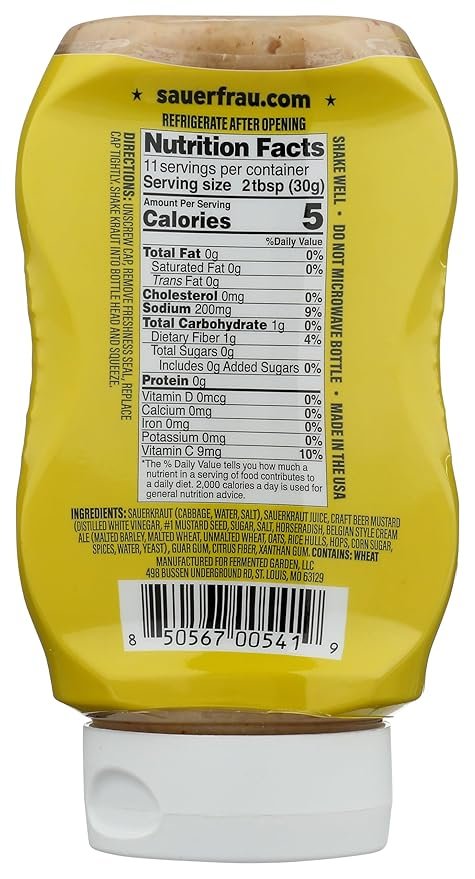 ★ sauerfrau.com ★
REFRIGERATE AFTER OPENING
DIRECTIONS: UNSCREW CAP, REMOVE FRESHNESS SEAL, REPLACE
CAP TIGHTLY. SHAKE KRAUT INTO BOTTLE HEAD AND SQUEEZE.
Nutrition Facts
11 servings per container
Serving size 2tbsp (30g)
Amount Per Serving
Calories 5
%Daily Value
Total Fat 0g 0%
Saturated Fat 0g 0%
Trans Fat 0g
Cholesterol 0mg 0%
Sodium 200mg 9%
Total Carbohydrate 1g 0%
Dietary Fiber 1g 4%
Total Sugars 0g
Includes 0g Added Sugars 0%
Protein 0g
Vitamin D 0mcg 0%
Calcium 0mg 0%
Iron 0mg 0%
Potassium 0mg 0%
Vitamin C 9mg 10%
*The % Daily Value tells you how much a
nutrient in a serving of food contributes to
a daily diet. 2,000 calories a day is used for
general nutrition advice.
SHAKE WELL • DO NOT MICROWAVE BOTTLE • MADE IN THE USA
INGREDIENTS: SAUERKRAUT (CABBAGE, WATER, SALT), SAUERKRAUT JUICE, CRAFT BEER MUSTARD
(DISTILLED WHITE VINEGAR, #1 MUSTARD SEED, SUGAR, SALT, HORSERADISH, BELGIAN STYLE CREAM
ALE (MALTED BARLEY, MALTED WHEAT, UNMALTED WHEAT, OATS, RICE HULLS, HOPS, CORN SUGAR,
SPICES, WATER, YEAST), GUAR GUM, CITRUS FIBER, XANTHAN GUM. CONTAINS: WHEAT
MANUFACTURED FOR FERMENTED GARDEN, LLC
498 BUSSEN UNDERGROUND RD, ST. LOUIS, MO 63129
8 50567 00541 9